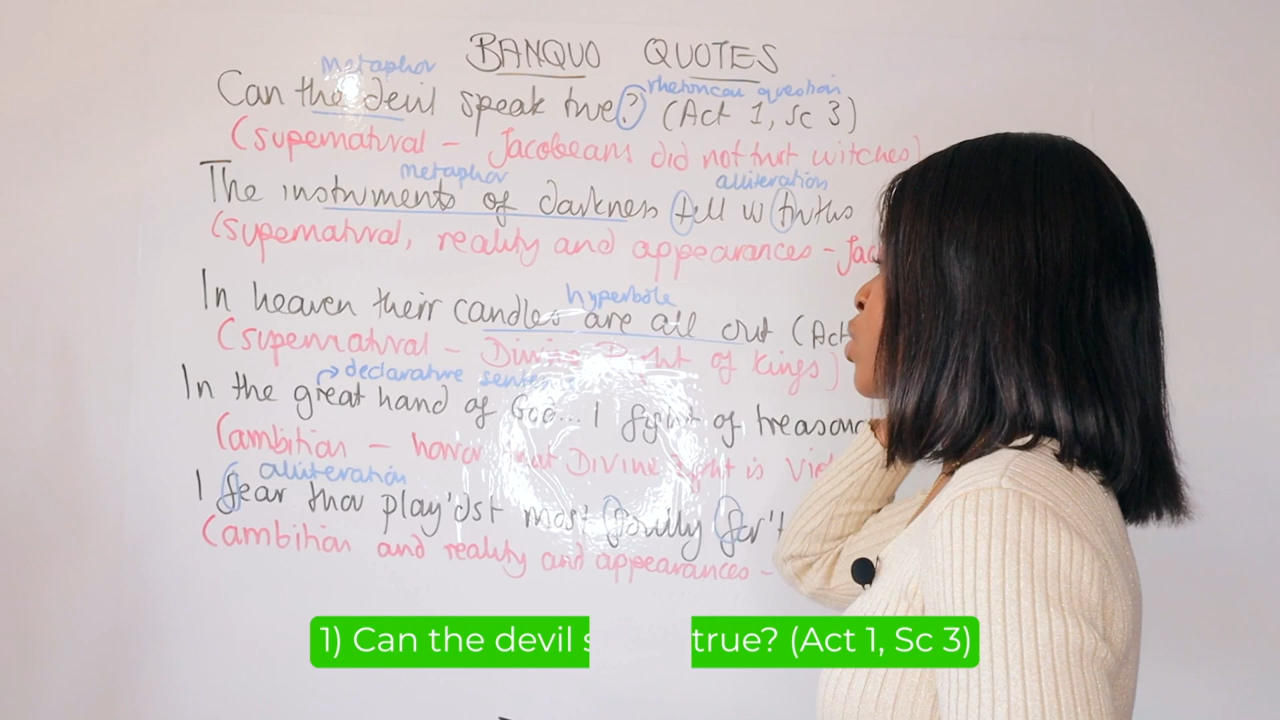 BANQUO QUOTES
metaphor
rhetorical question
Can the devil speak true? (Act 1, Sc 3)
(supernatural - Jacobeans did not trust witches)
metaphor alliteration
The instruments of darkness tell us truths
(supernatural, reality and appearances - Jac
hyperbole
In heaven their candles are all out (Act
(supernatural - Divine Right of Kings)
declarative sentence
In the great hand of God... I fight of treason
(ambition - horror that Divine Right is
alliteration
I fear thou play'dst most foully for't
(ambition and reality and appearances -
1) Can the devil s true? (Act 1, Sc 3)